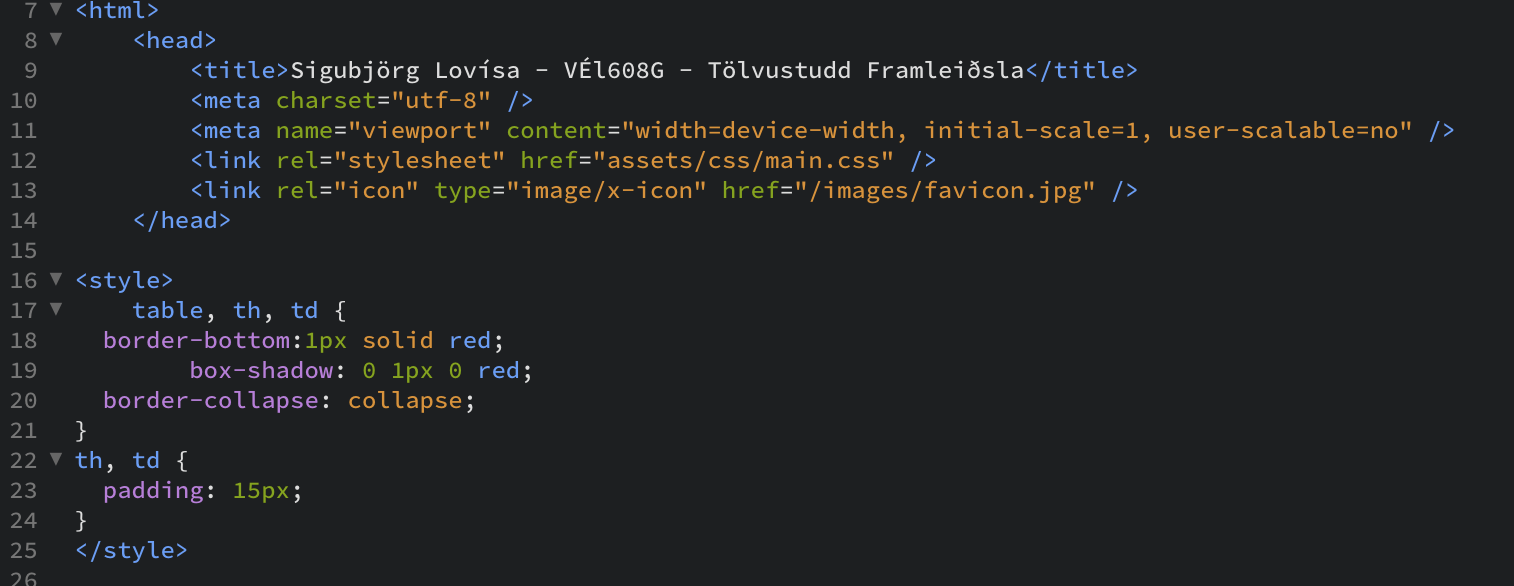 7 <html>
8 <head>
9 <title>Sigubjörg Lovísa - VÉl608G - Tölvustudd Framleiðsla</title>
10 <meta charset="utf-8" />
11 <meta name="viewport" content="width=device-width, initial-scale=1, user-scalable=no" />
12 <link rel="stylesheet" href="assets/css/main.css" />
13 <link rel="icon" type="image/x-icon" href="/images/favicon.jpg" />
14 </head>
15
16 <style>
17 table, th, td {
18 border-bottom:1px solid red;
19 box-shadow: 0 1px 0 red;
20 border-collapse: collapse;
21 }
22 th, td {
23 padding: 15px;
24 }
25 </style>
26